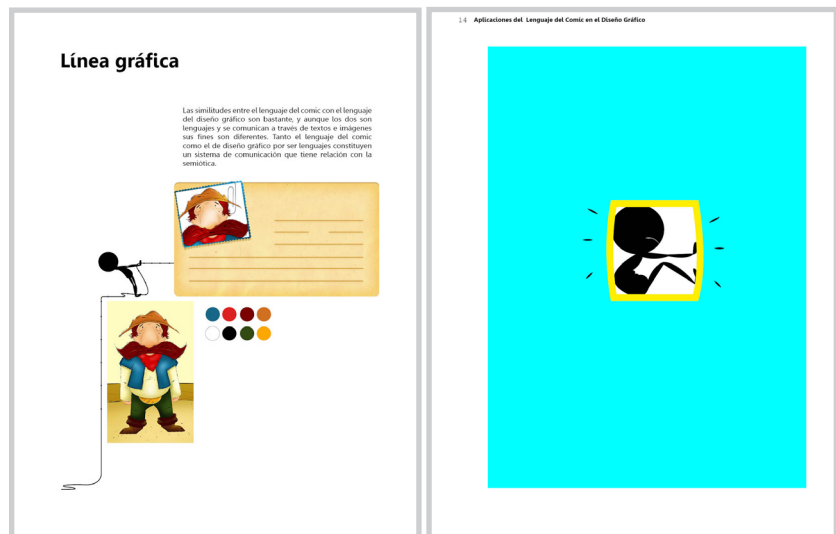 Línea gráfica
Las similitudes entre el lenguaje del comic con el lenguaje
del diseño gráfico son bastante, y aunque los dos son
lenguajes y se comunican a través de textos e imágenes
sus fines son diferentes. Tanto el lenguaje del comic
como el de diseño gráfico por ser lenguajes constituyen
un sistema de comunicación que tiene relación con la
semiótica.
14 Aplicaciones del Lenguaje del Comic en el Diseño Gráfico